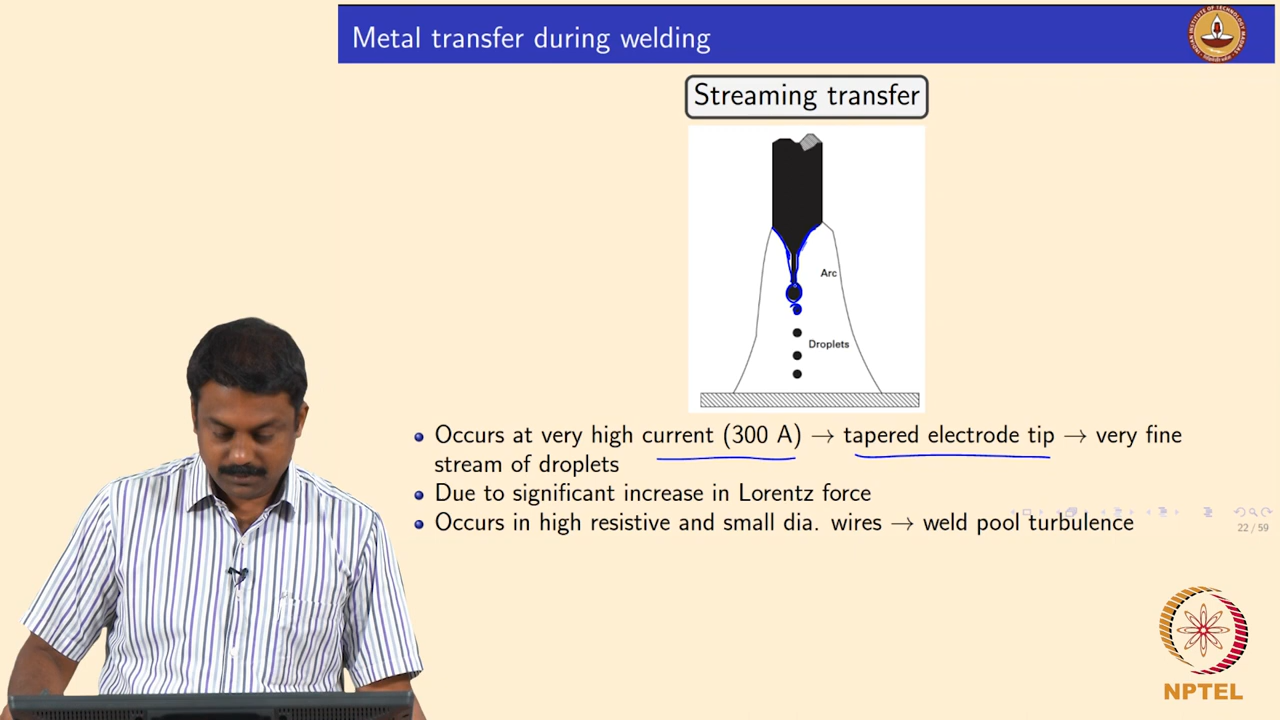 Metal transfer during welding
Streaming transfer
Arc
Droplets
Occurs at very high current (300 A) → tapered electrode tip → very fine
stream of droplets
Due to significant increase in Lorentz force
Occurs in high resistive and small dia. wires → weld pool turbulence
22 / 59
NPTEL